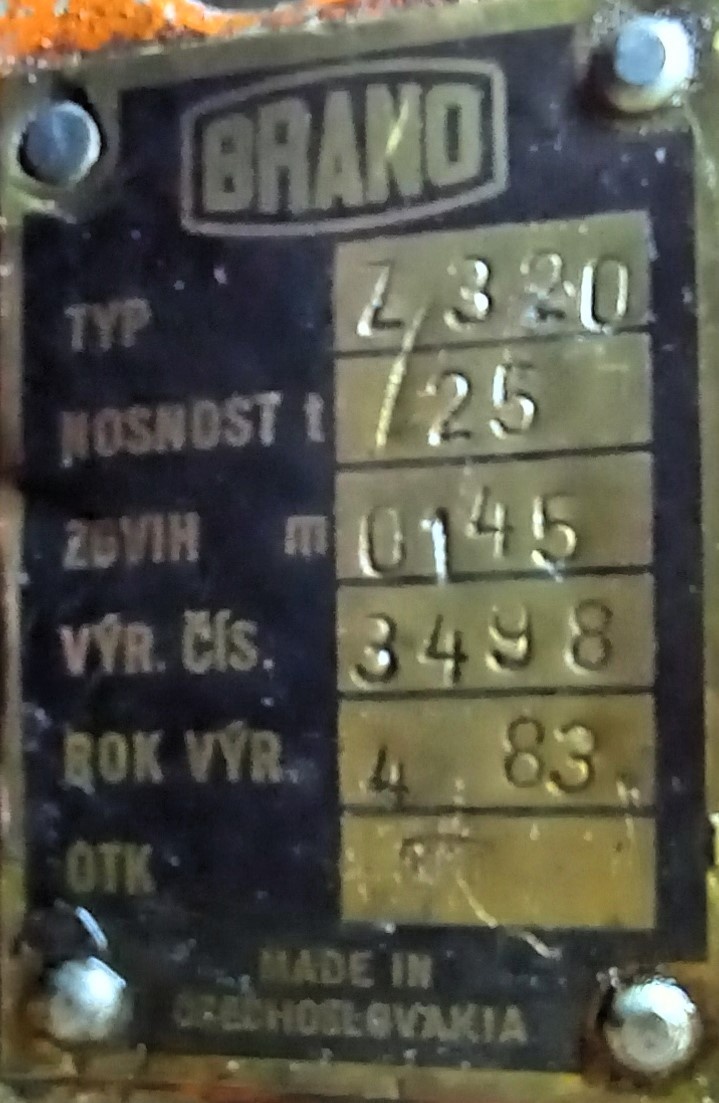 BRANO
TYP Z 320
NOSNOST t 25
ZDVIH m 0145
VÝR. ČÍS. 3498
ROK VÝR. 4 83
OTK
MADE IN
CZECHOSLOVAKIA